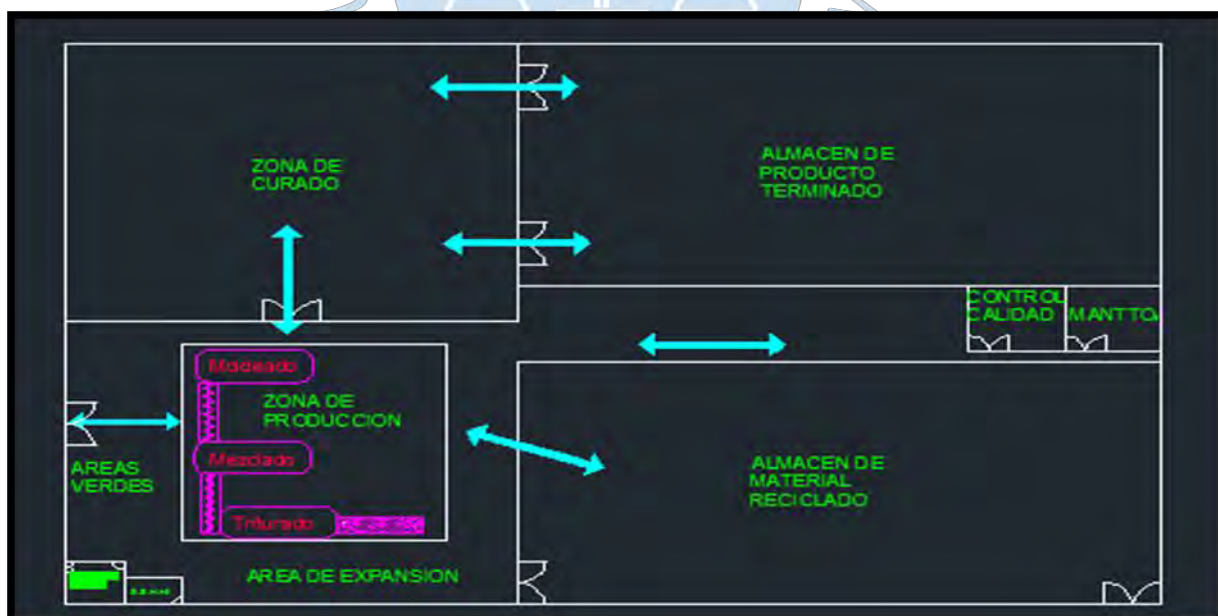 ZONA DE
CURADO
ALMACEN DE
PRODUCTO
TERMINADO
CONTROL
CALIDAD
MANTTO.
Moldeado
ZONA DE
PRODUCCION
Mezclado
Triturado
AREAS
VERDES
ALMACEN DE
MATERIAL
RECICLADO
AREA DE EXPANSION